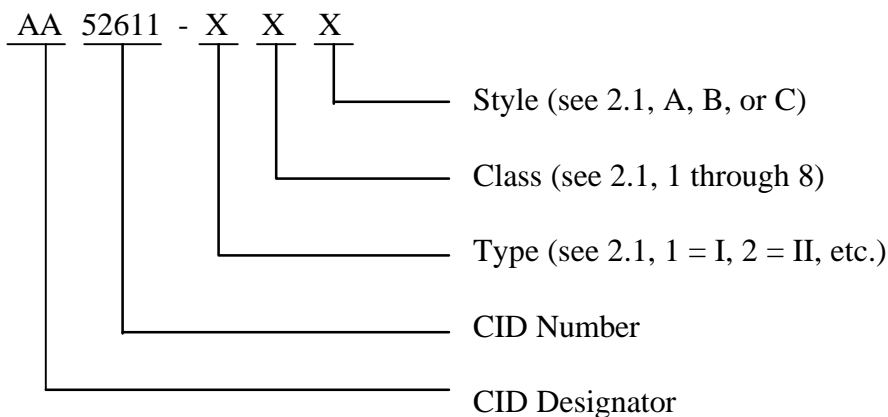 AA 52611 - X X X
Style (see 2.1, A, B, or C)
Class (see 2.1, 1 through 8)
Type (see 2.1, 1 = I, 2 = II, etc.)
CID Number
CID Designator